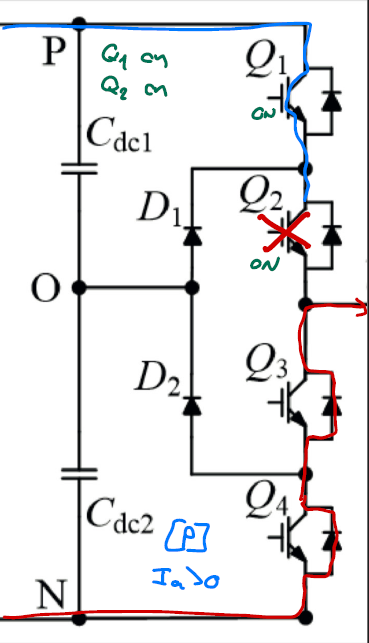 P
Q1 on
Q2 on
Q1
ON
Cdc1
D1
Q2
ON
O
D2
Q3
Cdc2
[P]
Ia>0
Q4
N